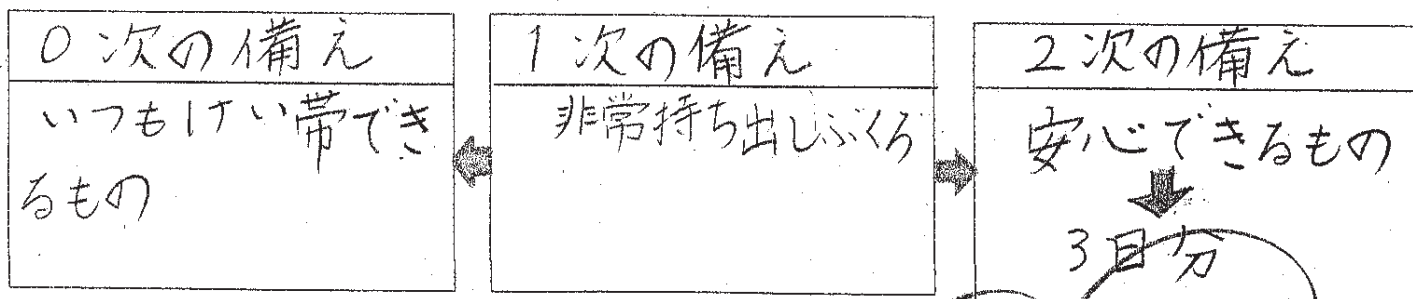 0次の備え
いつもけい帯でき
るもの
1次の備え
非常持ち出しぶくろ
2次の備え
安心できるもの
3日分